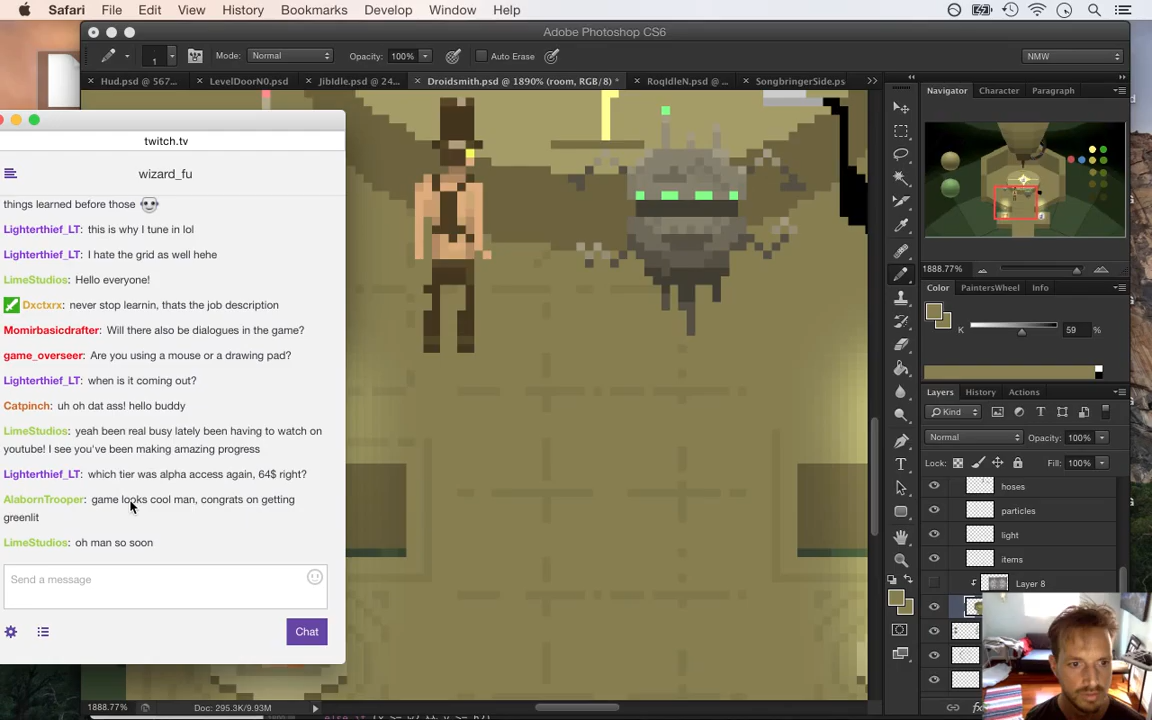 Safari File Edit View History Bookmarks Develop Window Help
Adobe Photoshop CS6
1 Mode: Normal Opacity: 100% Auto Erase NMW
Hud.psd @ 567... LevelDoorN0.psd JibIdle.psd @ 24... Droidsmith.psd @ 1890% (room, RGB/8) * RoqIdleN.psd @ ... SongbringerSide.ps
twitch.tv
wizard_fu
things learned before those
Lighterthief_LT: this is why I tune in lol
Lighterthief_LT: I hate the grid as well hehe
LimeStudios: Hello everyone!
Dxctxrx: never stop learnin, thats the job description
Momirbasicdrafter: Will there also be dialogues in the game?
game_overseer: Are you using a mouse or a drawing pad?
Lighterthief_LT: when is it coming out?
Catpinch: uh oh dat ass! hello buddy
LimeStudios: yeah been real busy lately been having to watch on
youtube! I see you've been making amazing progress
Lighterthief_LT: which tier was alpha access again, 64$ right?
AlabornTrooper: game looks cool man, congrats on getting
greenlit
LimeStudios: oh man so soon
Send a message
Chat
Navigator Character Paragraph
1888.77%
Color PaintersWheel Info
K 59 %
Layers History Actions
Kind
Normal Opacity: 100%
Lock: Fill: 100%
hoses
particles
light
items
Layer 8
1888.77% Doc: 295.3K/9.93M